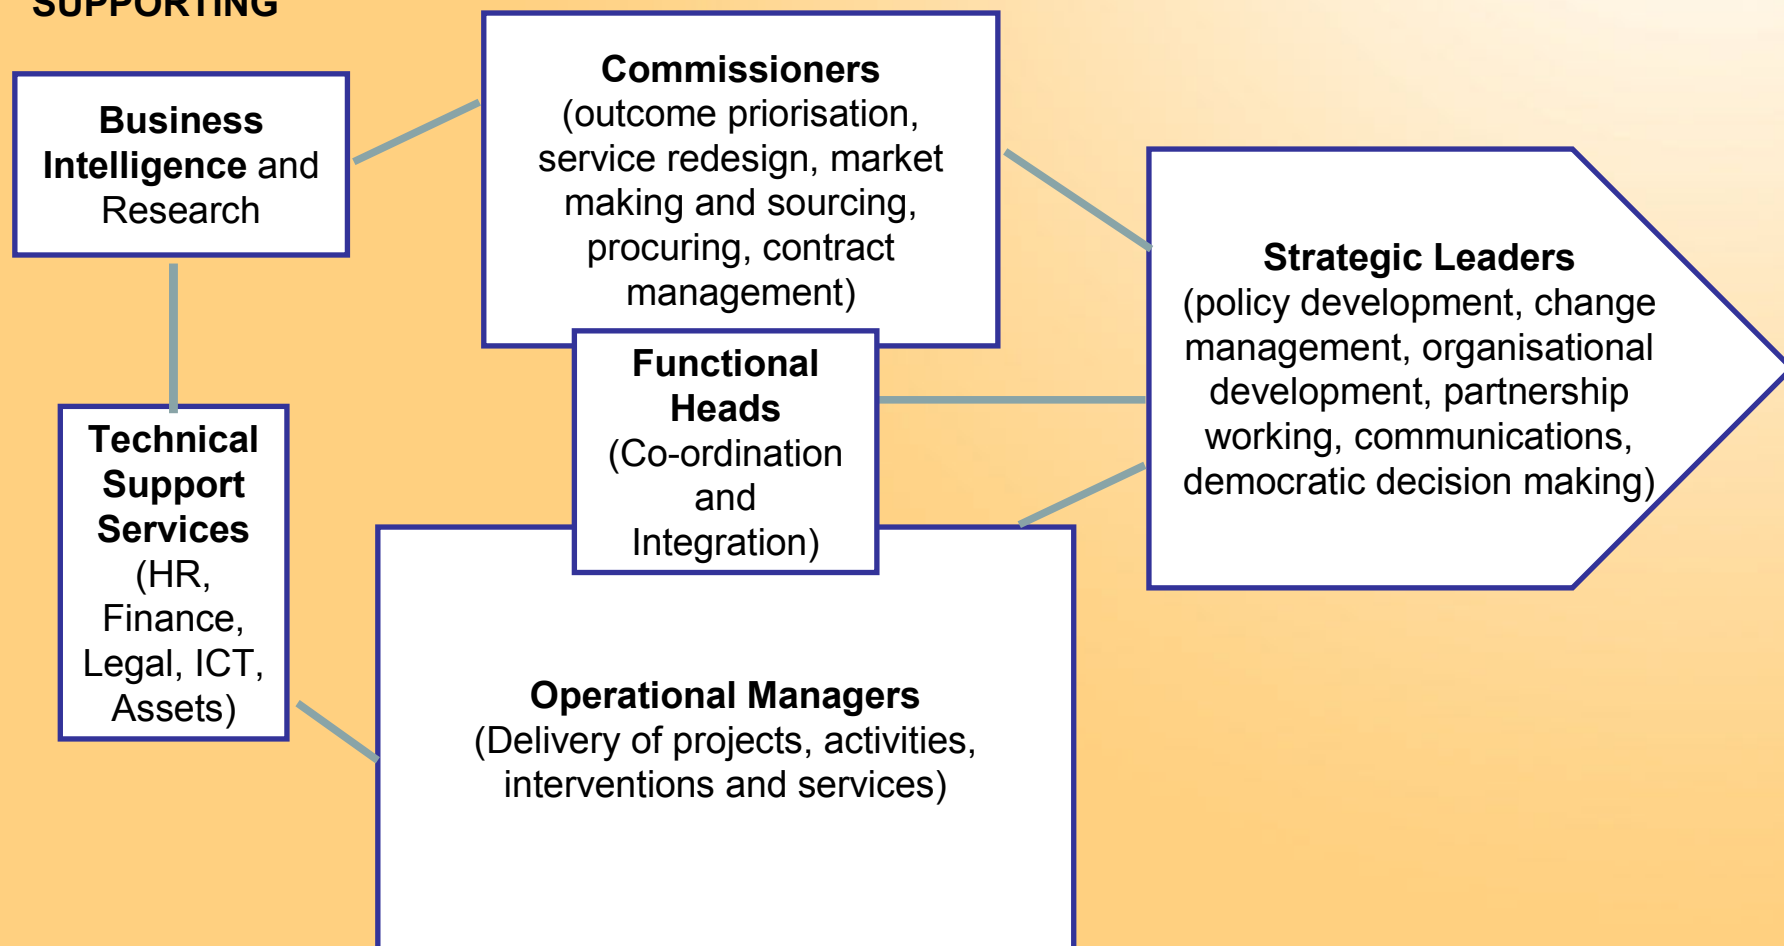 SUPPORTING
Business
Intelligence and
Research
Commissioners
(outcome priorisation,
service redesign, market
making and sourcing,
procuring, contract
management)
Functional
Heads
(Co-ordination
and
Integration)
Strategic Leaders
(policy development, change
management, organisational
development, partnership
working, communications,
democratic decision making)
Technical
Support
Services
(HR,
Finance,
Legal, ICT,
Assets)
Operational Managers
(Delivery of projects, activities,
interventions and services)